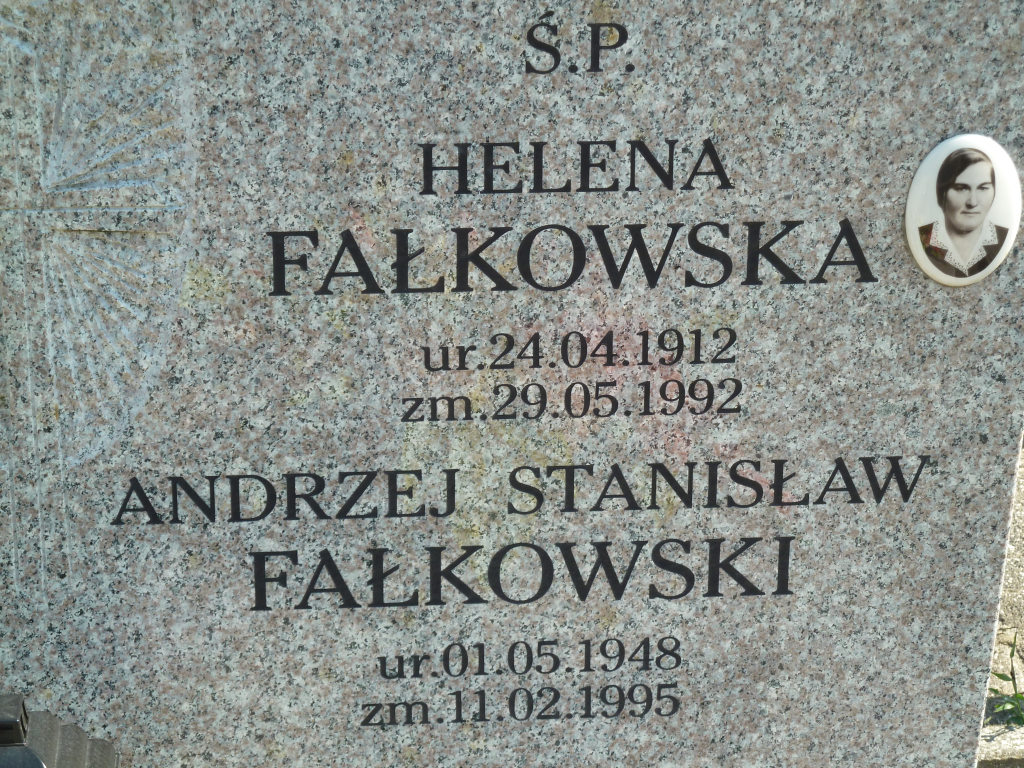 Ś.P.
HELENA
FAŁKOWSKA
ur.24.04.1912
zm.29.05.1992
ANDRZEJ STANISŁAW
FAŁKOWSKI
ur.01.05.1948
zm.11.02.1995